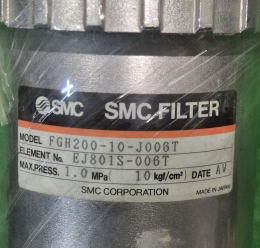 SMC SMC FILTER
MODEL FGH200-10-J006T
ELEMENT No. EJ801S-006T
MAX.PRESS. 1.0 MPa 10 kgf/cm² DATE AW
SMC CORPORATION MADE IN JAPAN